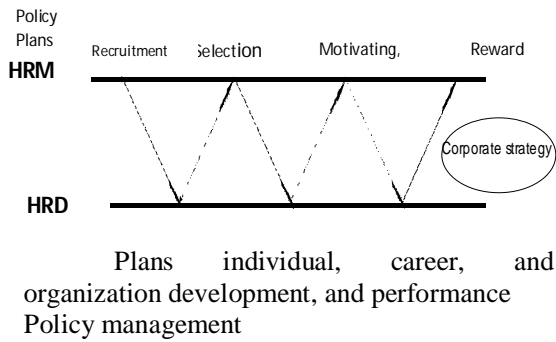 Policy
Plans
Recruitment Selection Motivating, Reward
HRM
Corporate strategy
HRD
Plans individual, career, and
organization development, and performance
Policy management